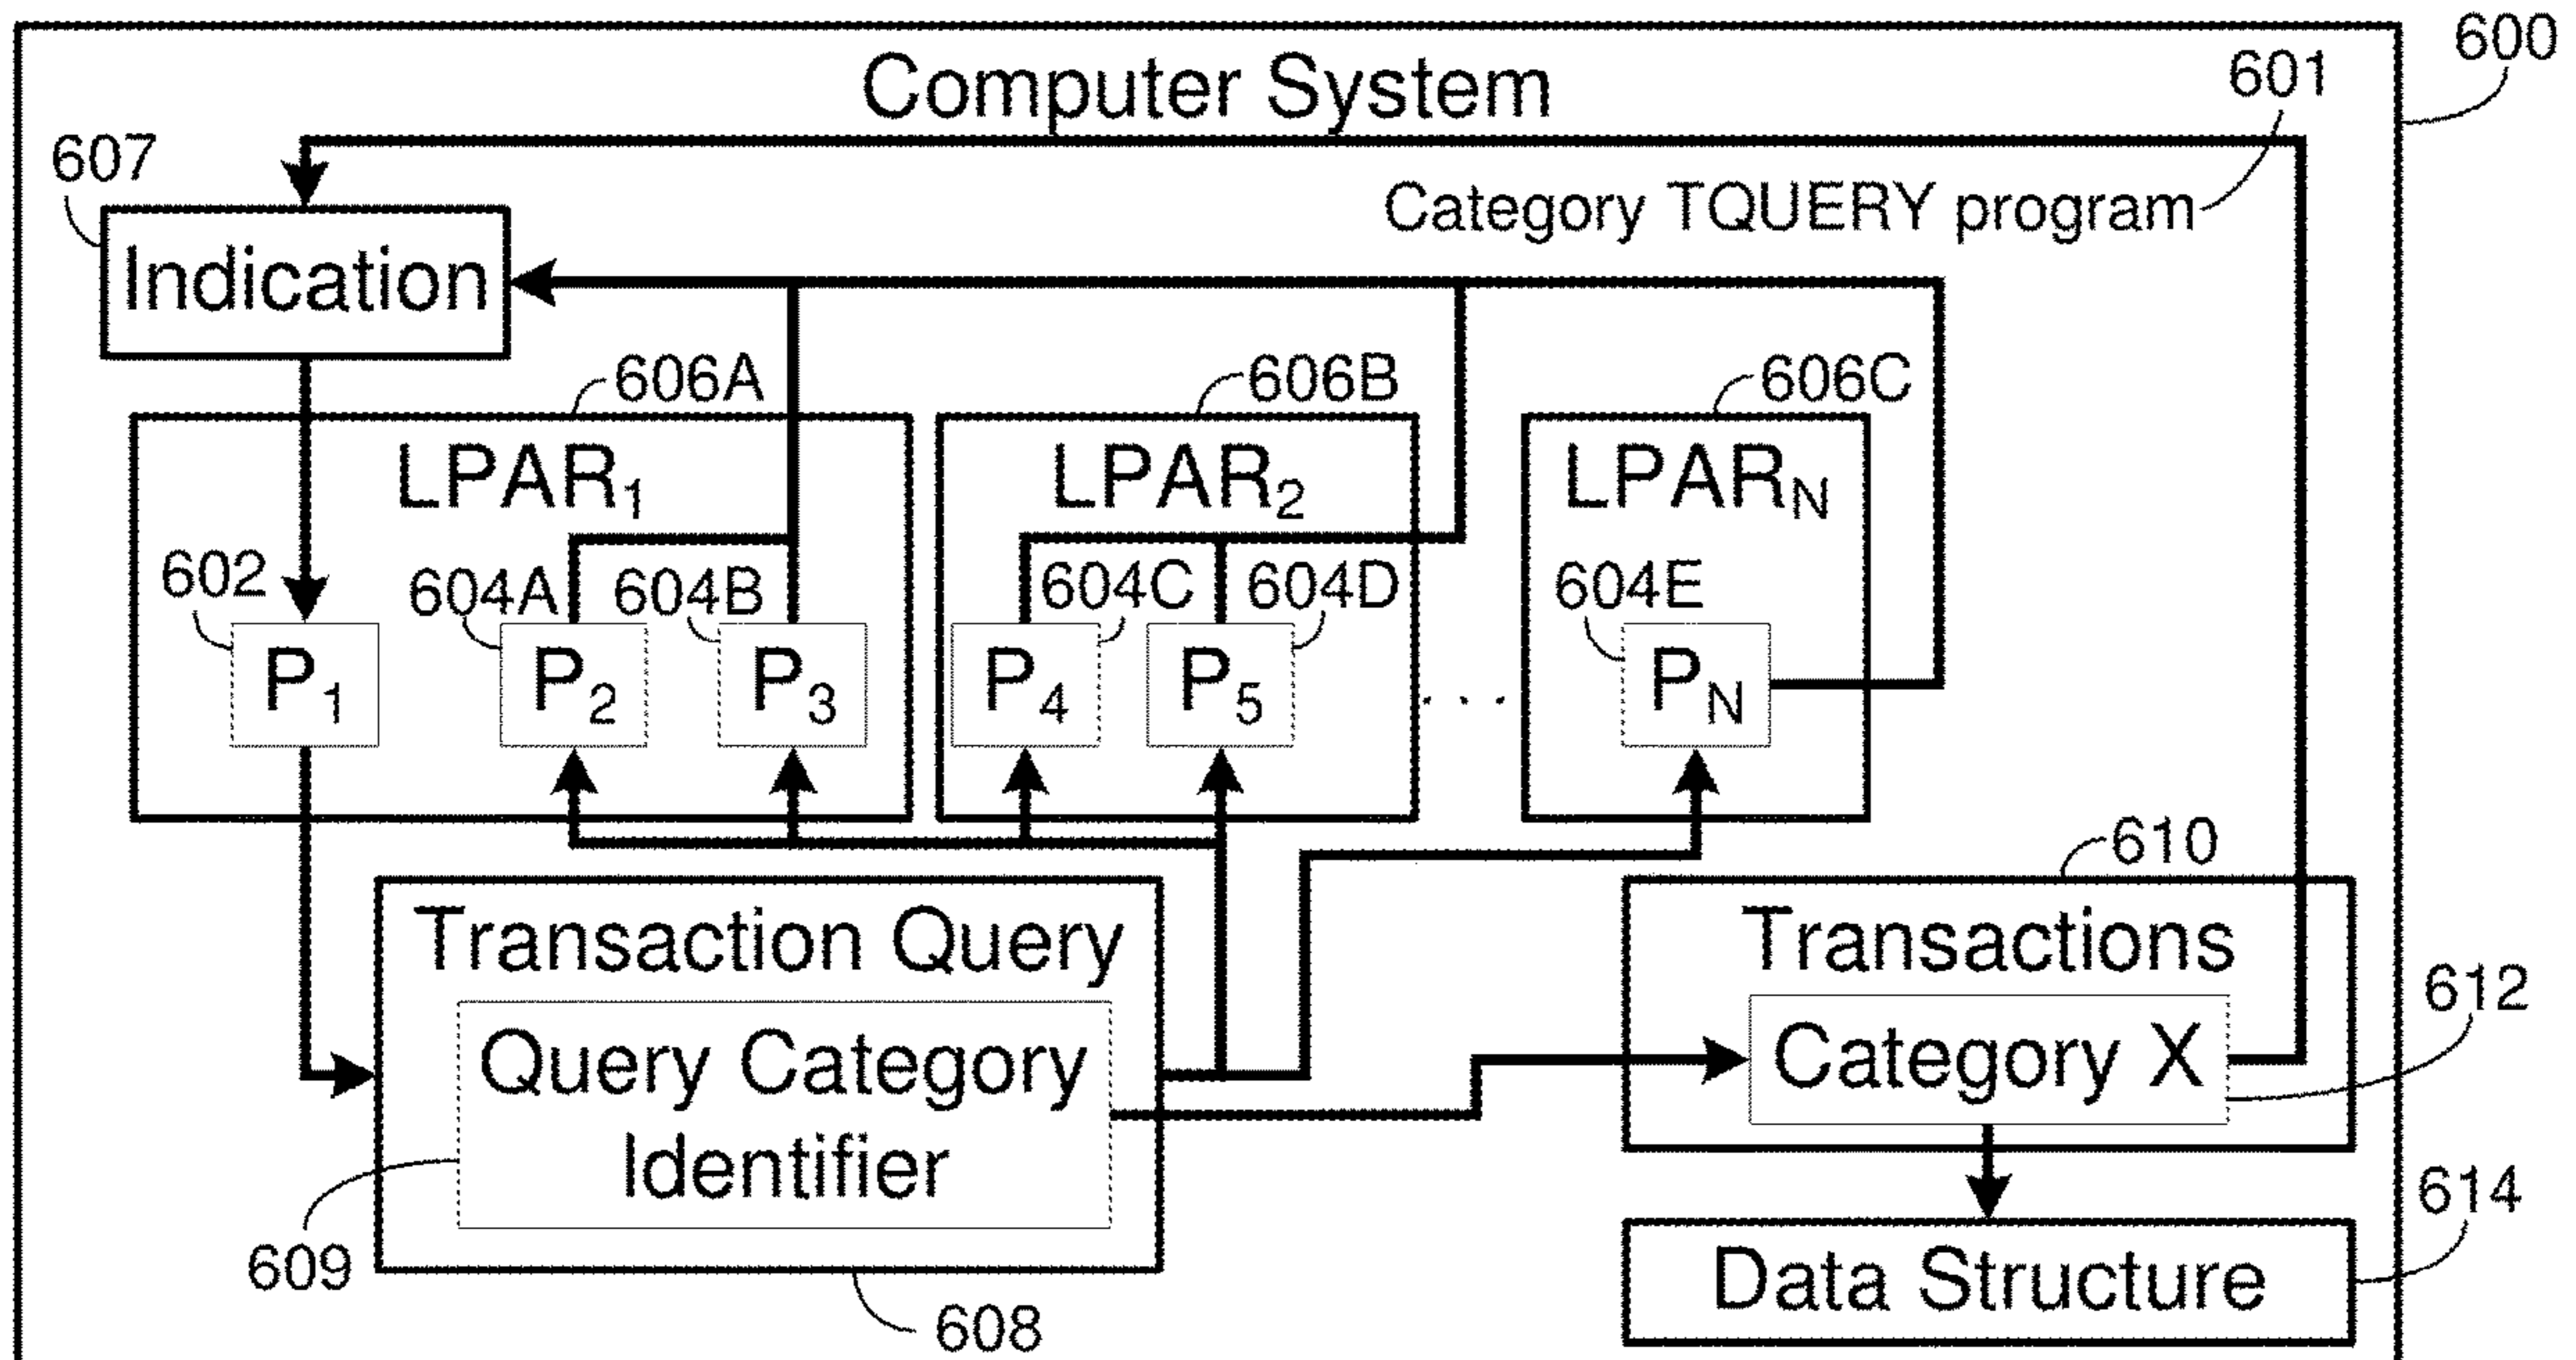 600
601
Computer System
607
Category TQUERY program
Indication
606A
606B
606C
LPAR₁
LPAR₂
LPAR_N
602
604A
604B
604C
604D
604E
P₁
P₂
P₃
P₄
P₅
. . .
P_N
610
Transaction Query
Transactions
612
Query Category
Identifier
Category X
614
609
Data Structure
608